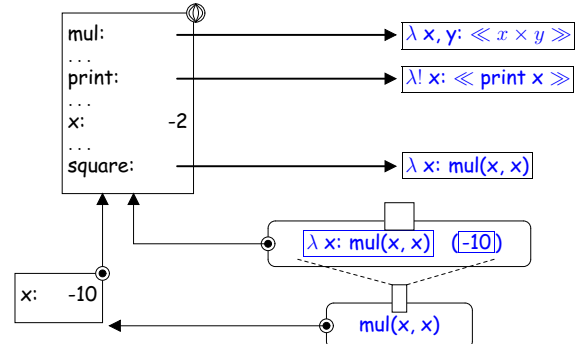 mul: λ x, y: ≪ x × y ≫
. . .
print: λ! x: ≪ print x ≫
. . .
x: -2
. . .
square: λ x: mul(x, x)
λ x: mul(x, x) (-10)
x: -10
mul(x, x)